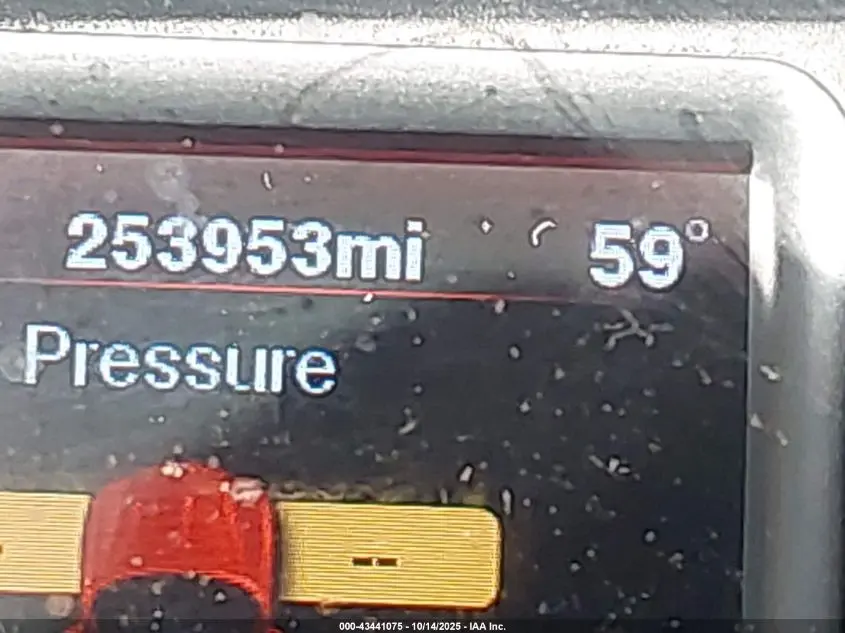 253953mi 59°
Pressure
--
000-43441075 - 10/14/2025 - IAA Inc.